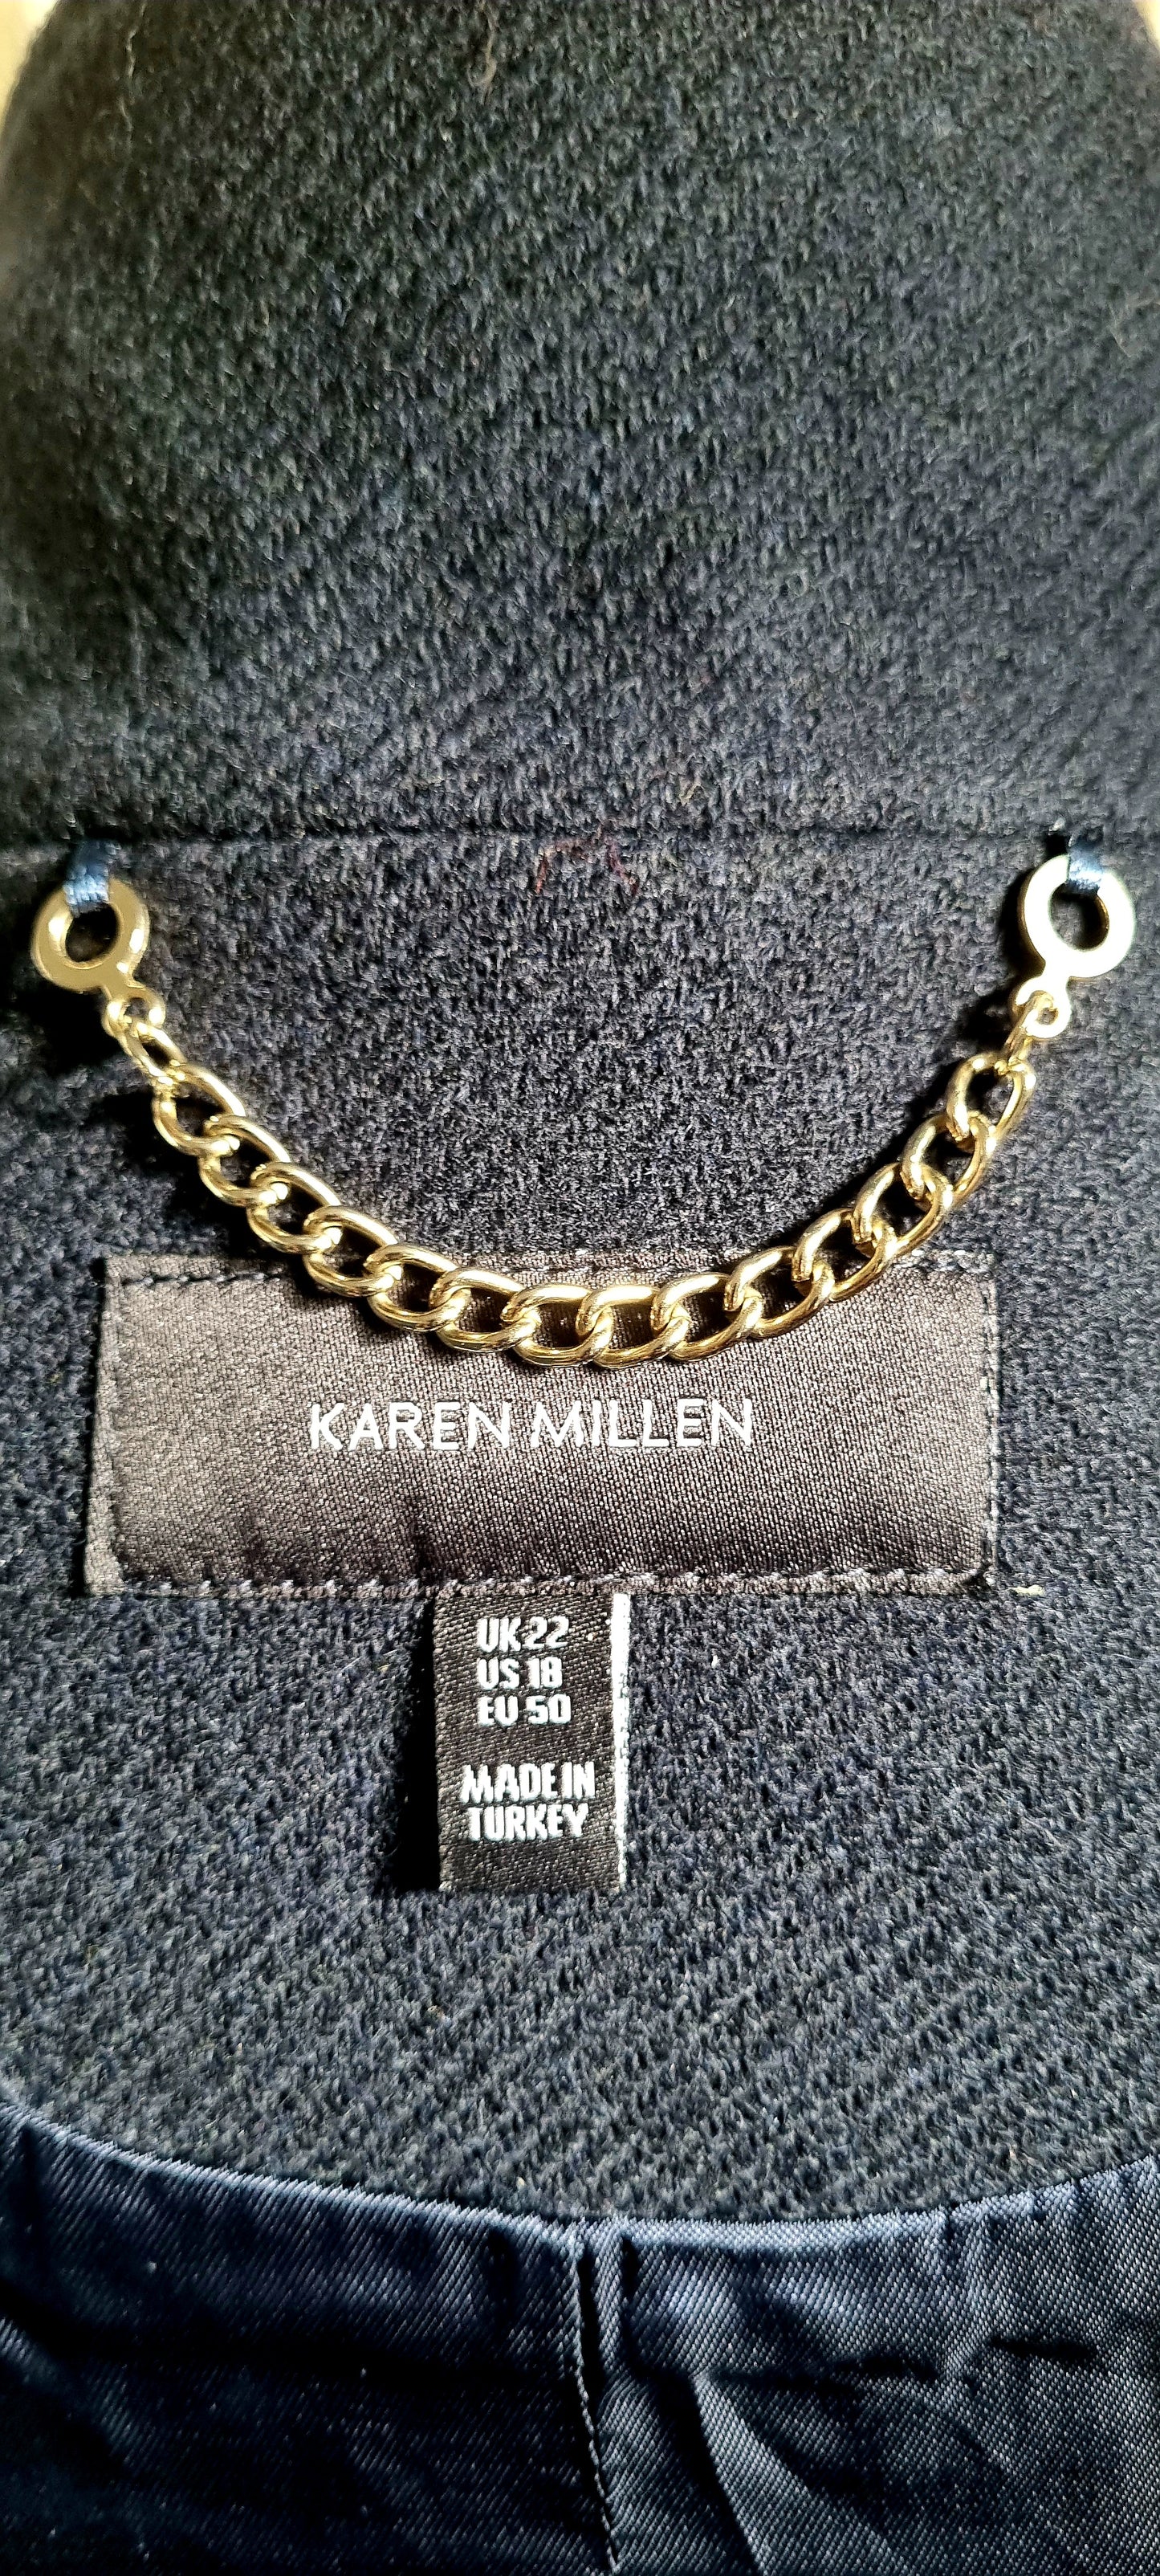 KAREN MILLEN
UK 22
US 18
EU 50
MADE IN
TURKEY